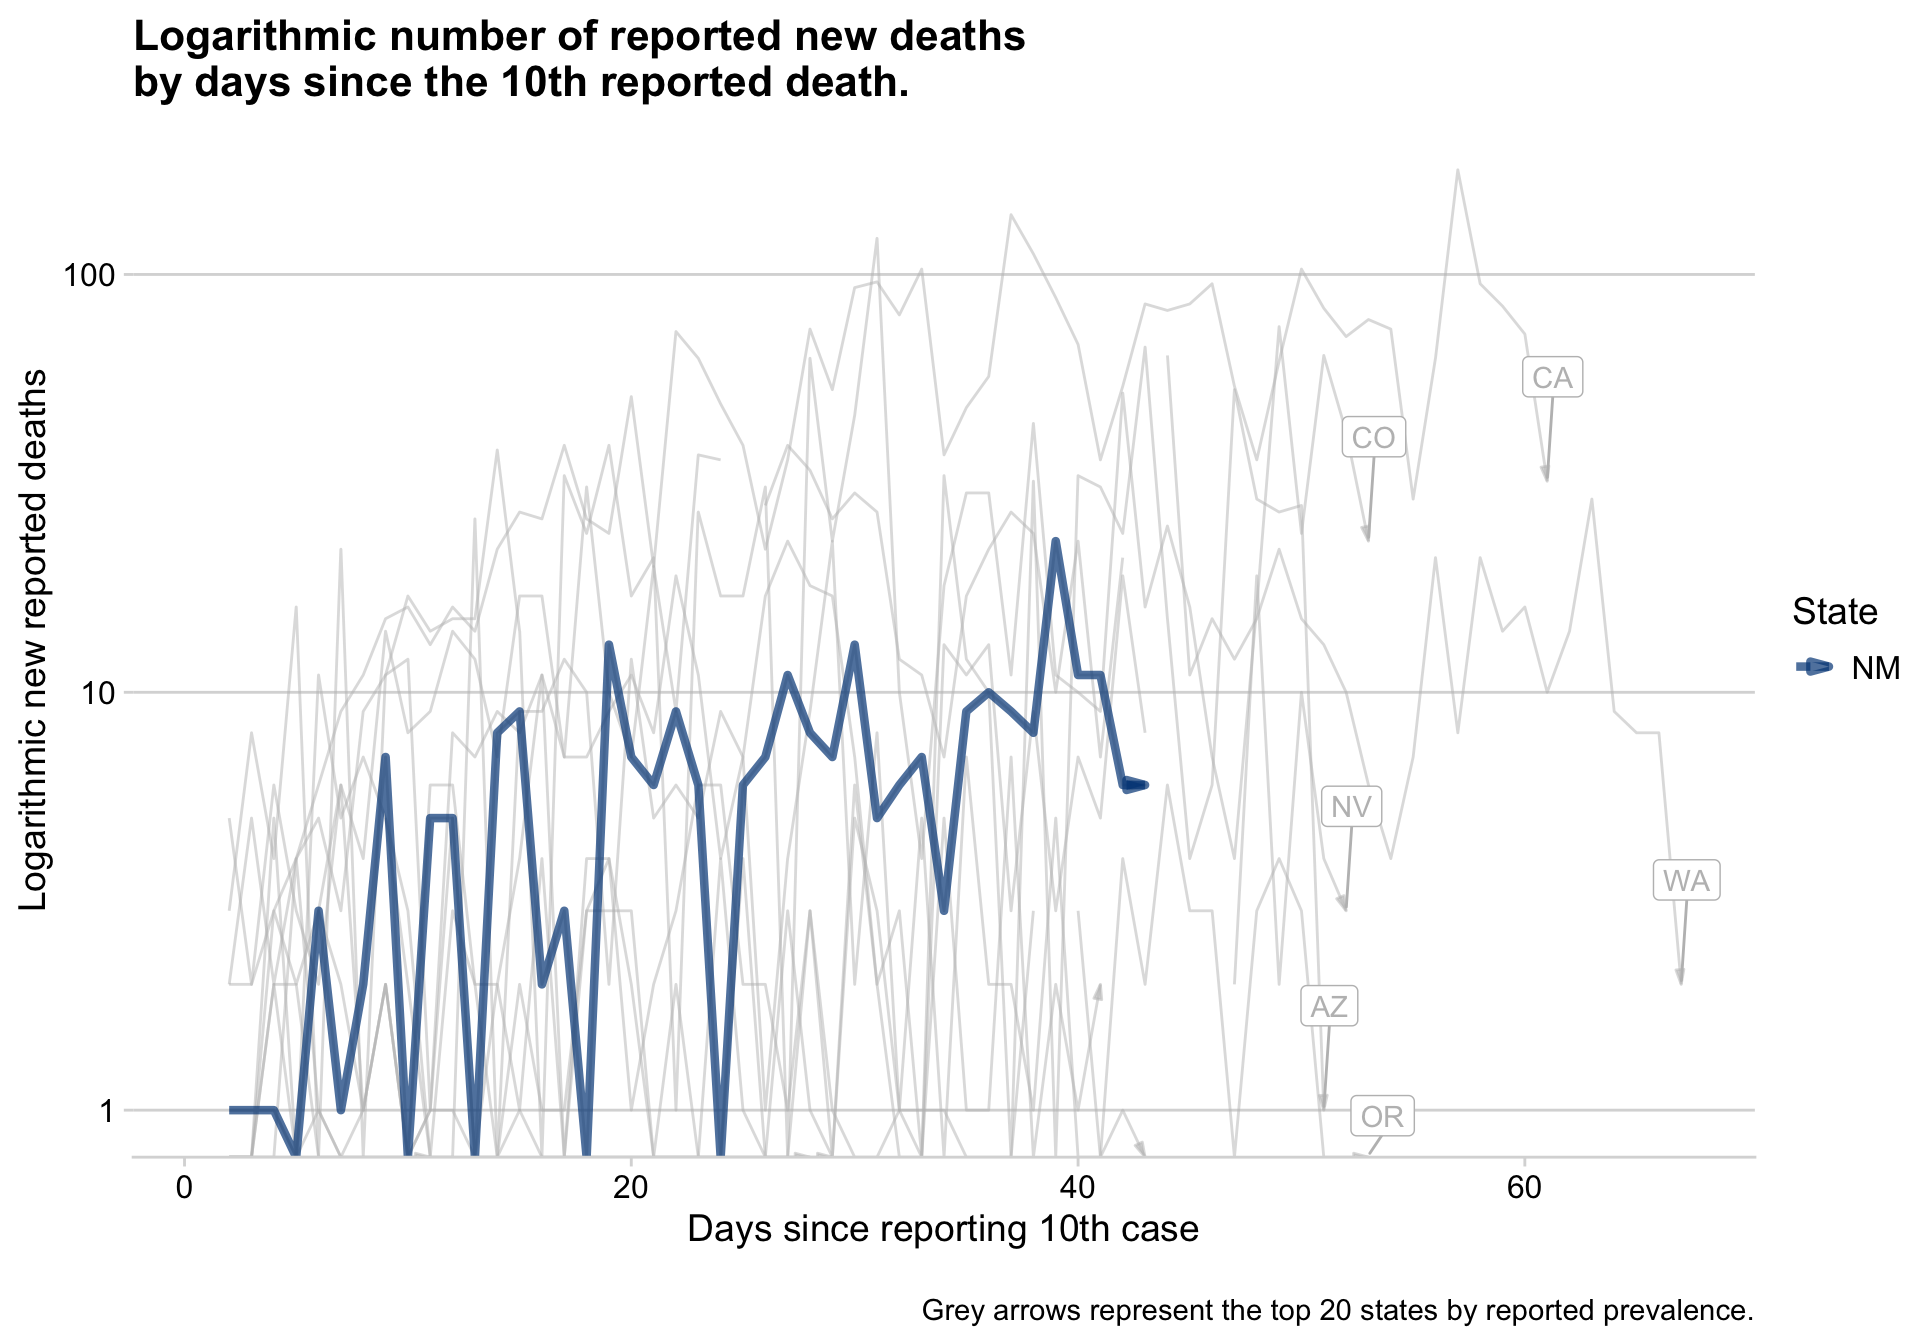 Logarithmic number of reported new deaths
by days since the 10th reported death.
Logarithmic new reported deaths
100
10
1
CA
CO
NV
WA
AZ
OR
State
NM
0 20 40 60
Days since reporting 10th case
Grey arrows represent the top 20 states by reported prevalence.